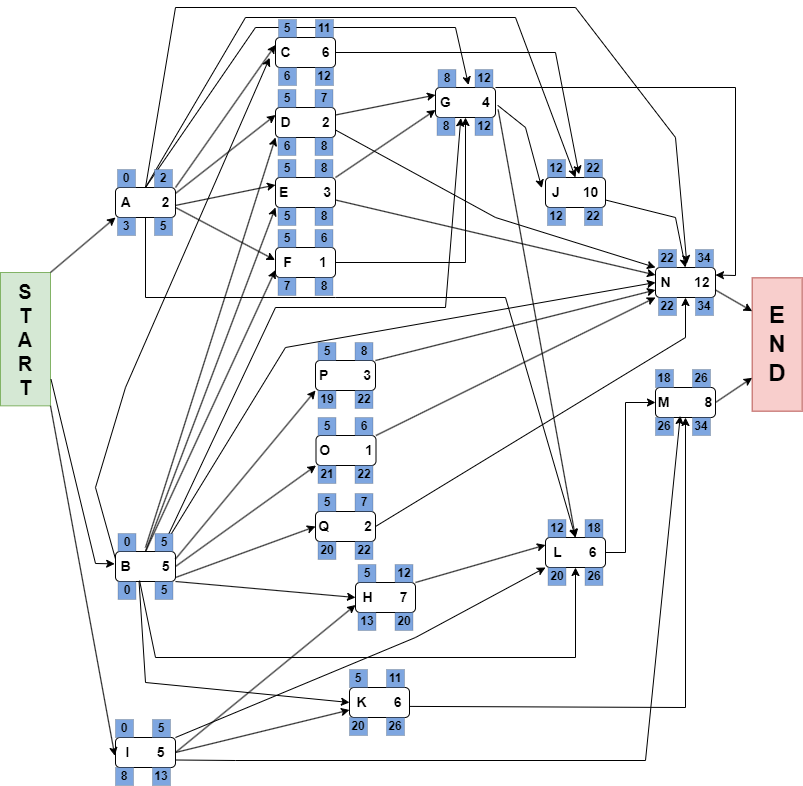 START
5 11
C 6
6 12
5 7
D 2
6 8
8 12
G 4
8 12
0 2
A 2
3 5
5 8
E 3
5 8
12 22
J 10
12 22
5 6
F 1
7 8
22 34
N 12
22 34
END
5 8
P 3
19 22
18 26
M 8
26 34
5 6
O 1
21 22
5 7
Q 2
20 22
0 5
B 5
0 5
12 18
L 6
20 26
5 12
H 7
13 20
5 11
K 6
20 26
0 5
I 5
8 13